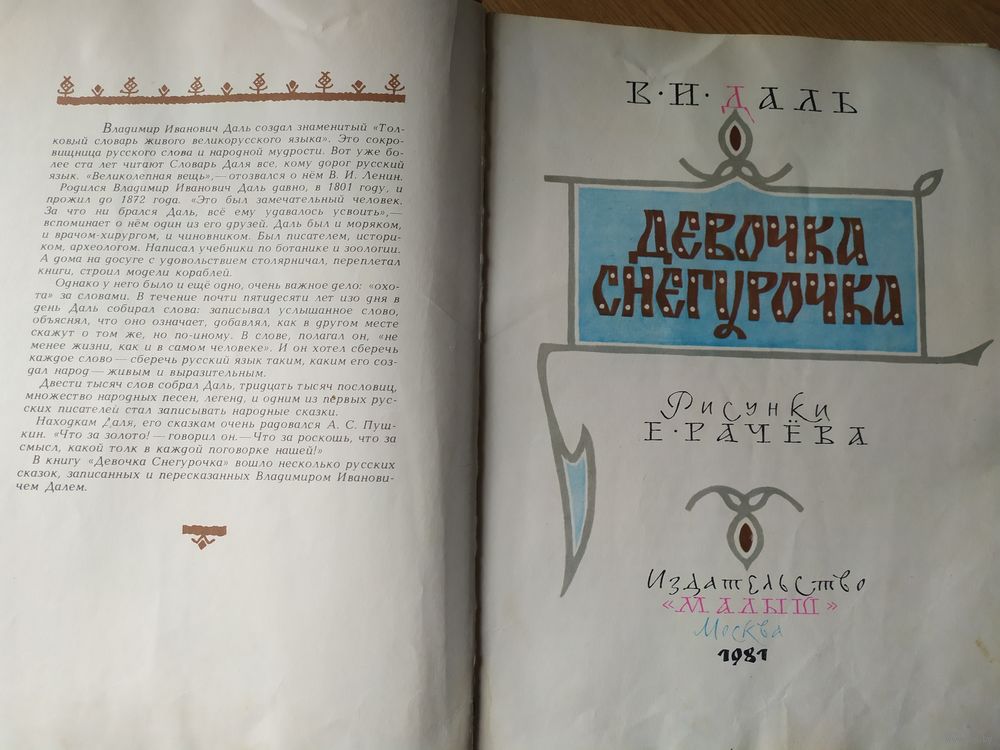 Владимир Иванович Даль создал знаменитый «Тол-
ковый словарь живого великорусского языка». Это сокро-
вищница русского слова и народной мудрости. Вот уже бо-
лее ста лет читают Словарь Даля все, кому дорог русский
язык. «Великолепная вещь»,— отозвался о нём В. И. Ленин.
Родился Владимир Иванович Даль давно, в 1801 году, и
прожил до 1872 года. «Это был замечательный человек.
За что ни брался Даль, всё ему удавалось усвоить»,—
вспоминает о нём один из его друзей. Даль был и моряком,
и врачом-хирургом, и чиновником. Был писателем, истори-
ком, археологом. Написал учебники по ботанике и зоологии.
А дома на досуге с удовольствием столярничал, переплетал
книги, строил модели кораблей.
Однако у него было и ещё одно, очень важное дело: «охо-
та» за словами. В течение почти пятидесяти лет изо дня в
день Даль собирал слова: записывал услышанное слово,
объяснял, что оно означает, добавлял, как в другом месте
скажут о том же, но по-иному. В слове, полагал он, «не
менее жизни, как и в самом человеке». И он хотел сберечь
каждое слово — сберечь русский язык таким, каким его соз-
дал народ — живым и выразительным.
Двести тысяч слов собрал Даль, тридцать тысяч пословиц,
множество народных песен, легенд, и одним из первых рус-
ских писателей стал записывать народные сказки.
Находкам Даля, его сказкам очень радовался А. С. Пуш-
кин. «Что за золото! — говорил он.— Что за роскошь, что за
смысл, какой толк в каждой поговорке нашей!»
В книгу «Девочка Снегурочка» вошло несколько русских
сказок, записанных и пересказанных Владимиром Иванови-
чем Далем.
В·И·ДАЛЬ
ДЕВОЧКА
СНЕГУРОЧКА
Рисунки
Е·РАЧЁВА
Издательство
«МАЛЫШ»
Москва
1981